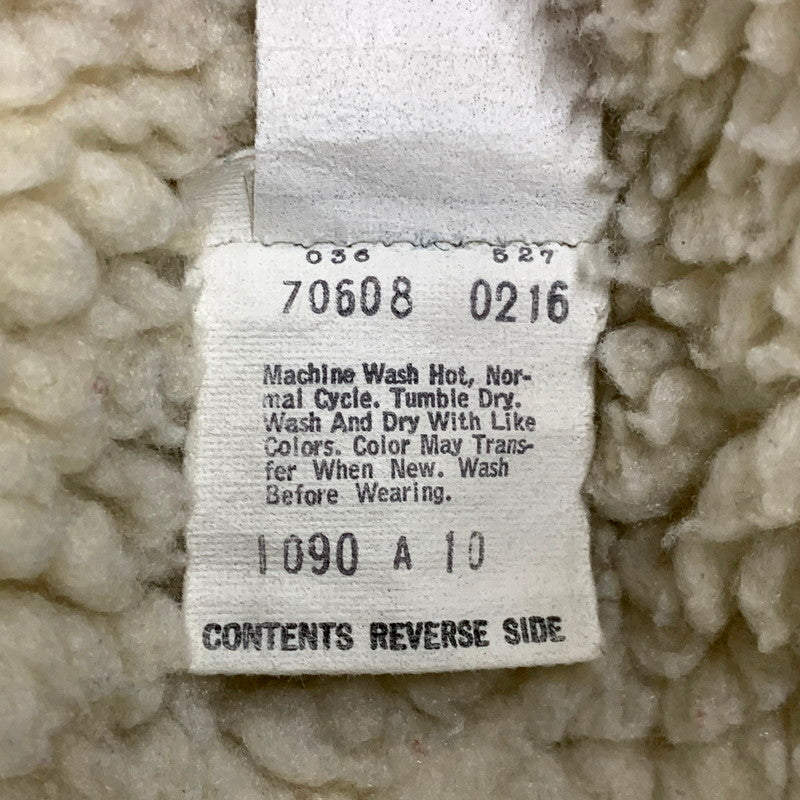 036 527
70608 0216
Machine Wash Hot, Nor-
mal Cycle. Tumble Dry.
Wash And Dry With Like
Colors. Color May Trans-
fer When New. Wash
Before Wearing.
1090 A 10
CONTENTS REVERSE SIDE